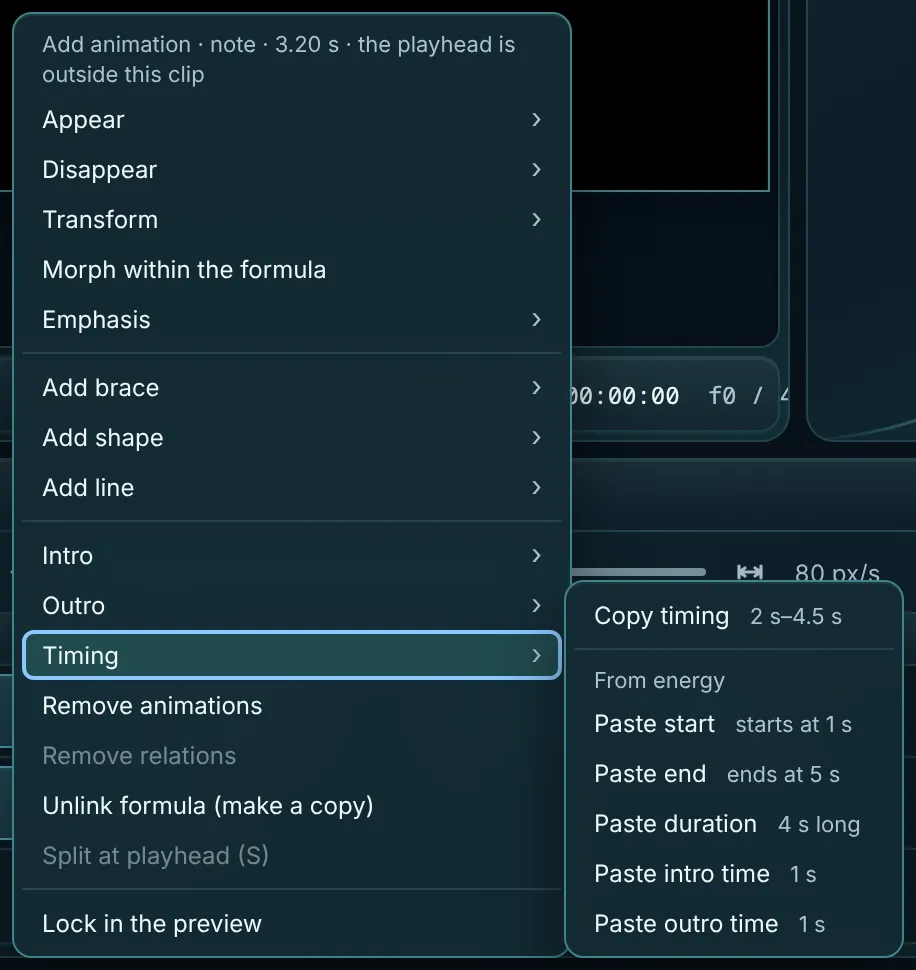 Add animation · note · 3.20 s · the playhead is
outside this clip
Appear
Disappear
Transform
Morph within the formula
Emphasis
Add brace
Add shape
Add line
Intro
Outro
Timing
Remove animations
Remove relations
Unlink formula (make a copy)
Split at playhead (S)
Lock in the preview
00:00:00 f0 /
80 px/s
Copy timing 2 s–4.5 s
From energy
Paste start starts at 1 s
Paste end ends at 5 s
Paste duration 4 s long
Paste intro time 1 s
Paste outro time 1 s